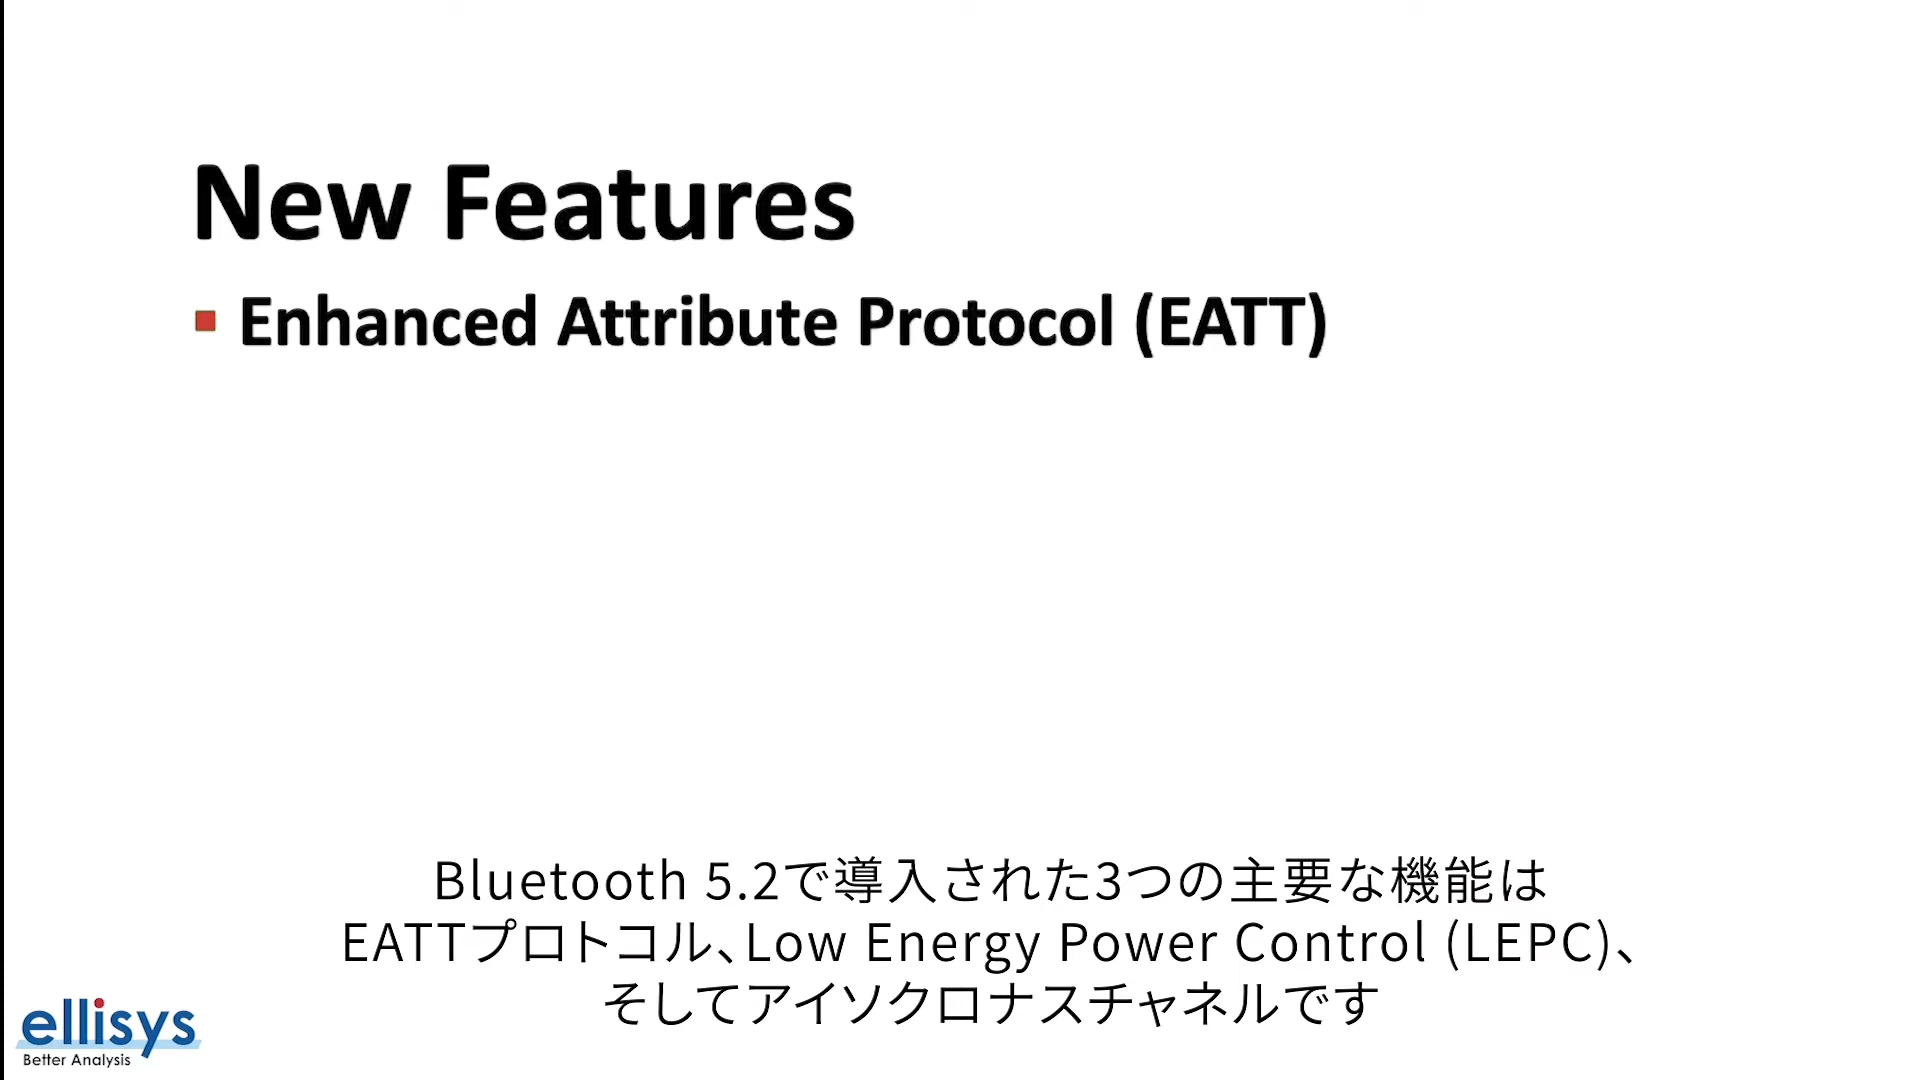 New Features
▪ Enhanced Attribute Protocol (EATT)
Bluetooth 5.2で導入された3つの主要な機能は
EATTプロトコル、Low Energy Power Control (LEPC)、
そしてアイソクロナスチャネルです
ellisys
Better Analysis